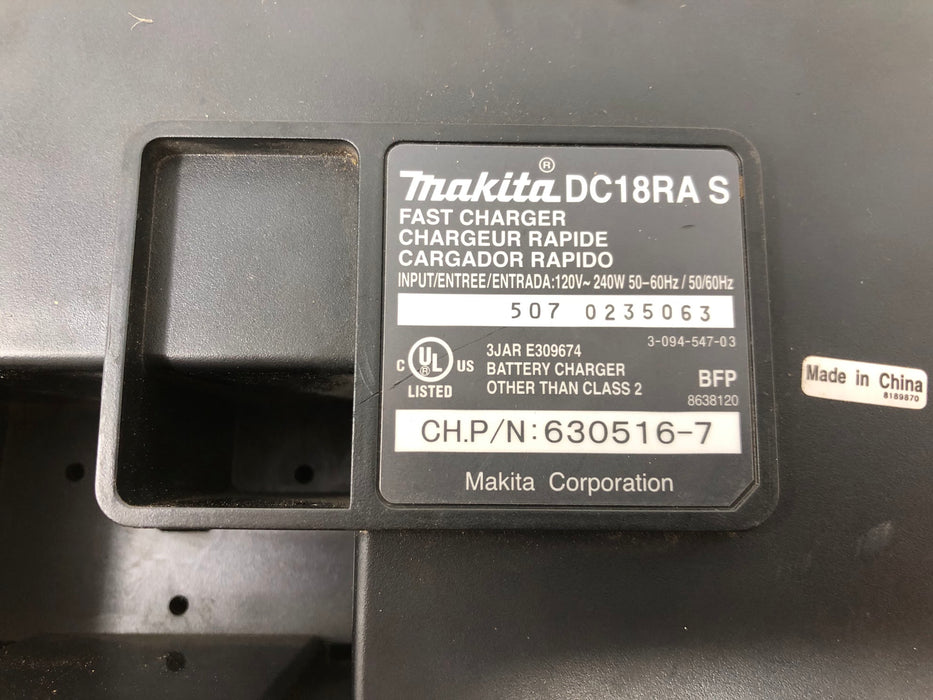 makita® DC18RA S
FAST CHARGER
CHARGEUR RAPIDE
CARGADOR RAPIDO
INPUT/ENTREE/ENTRADA:120V~ 240W 50-60Hz / 50/60Hz
507 0235063
3-094-547-03
C UL® US LISTED
3JAR E309674
BATTERY CHARGER
OTHER THAN CLASS 2
BFP
8638120
CH.P/N:630516-7
Makita Corporation
Made in China
8189870